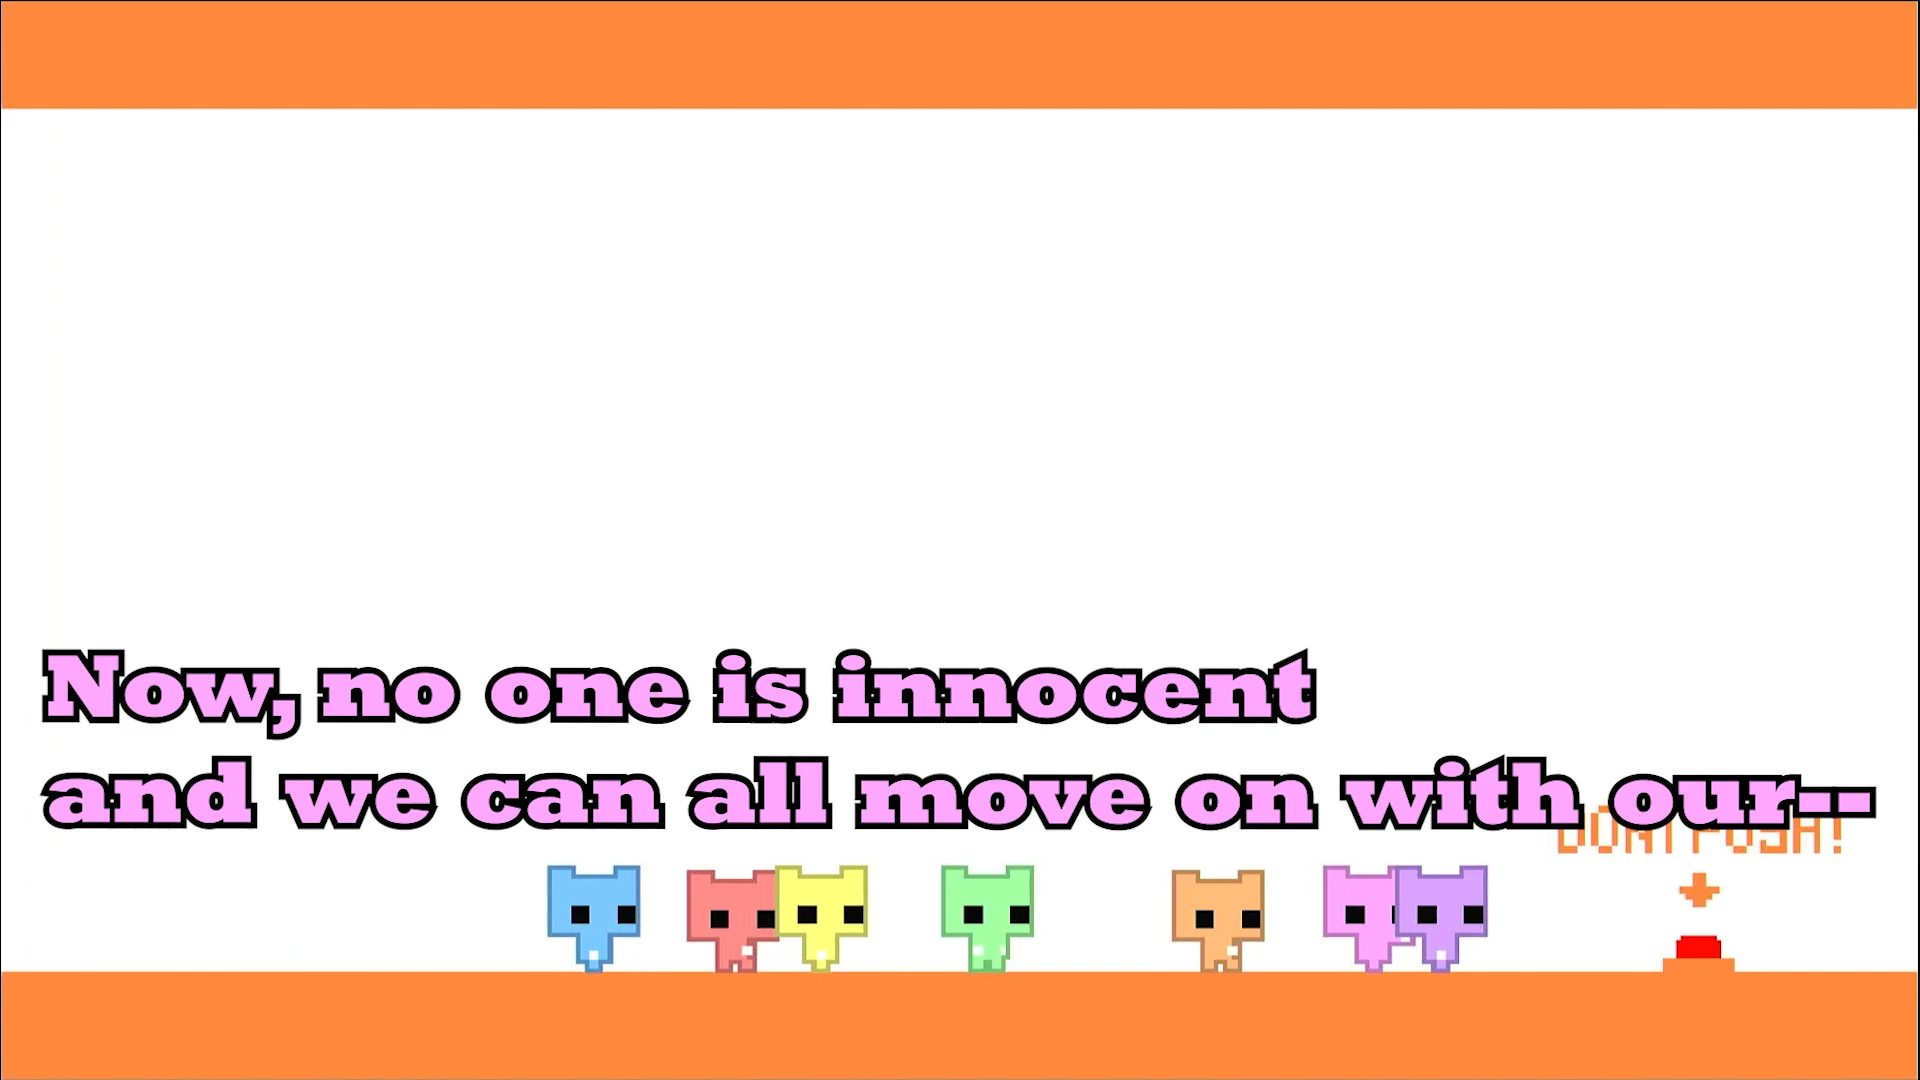 Now, no one is innocent
and we can all move on with our--
DON'T PUSH!